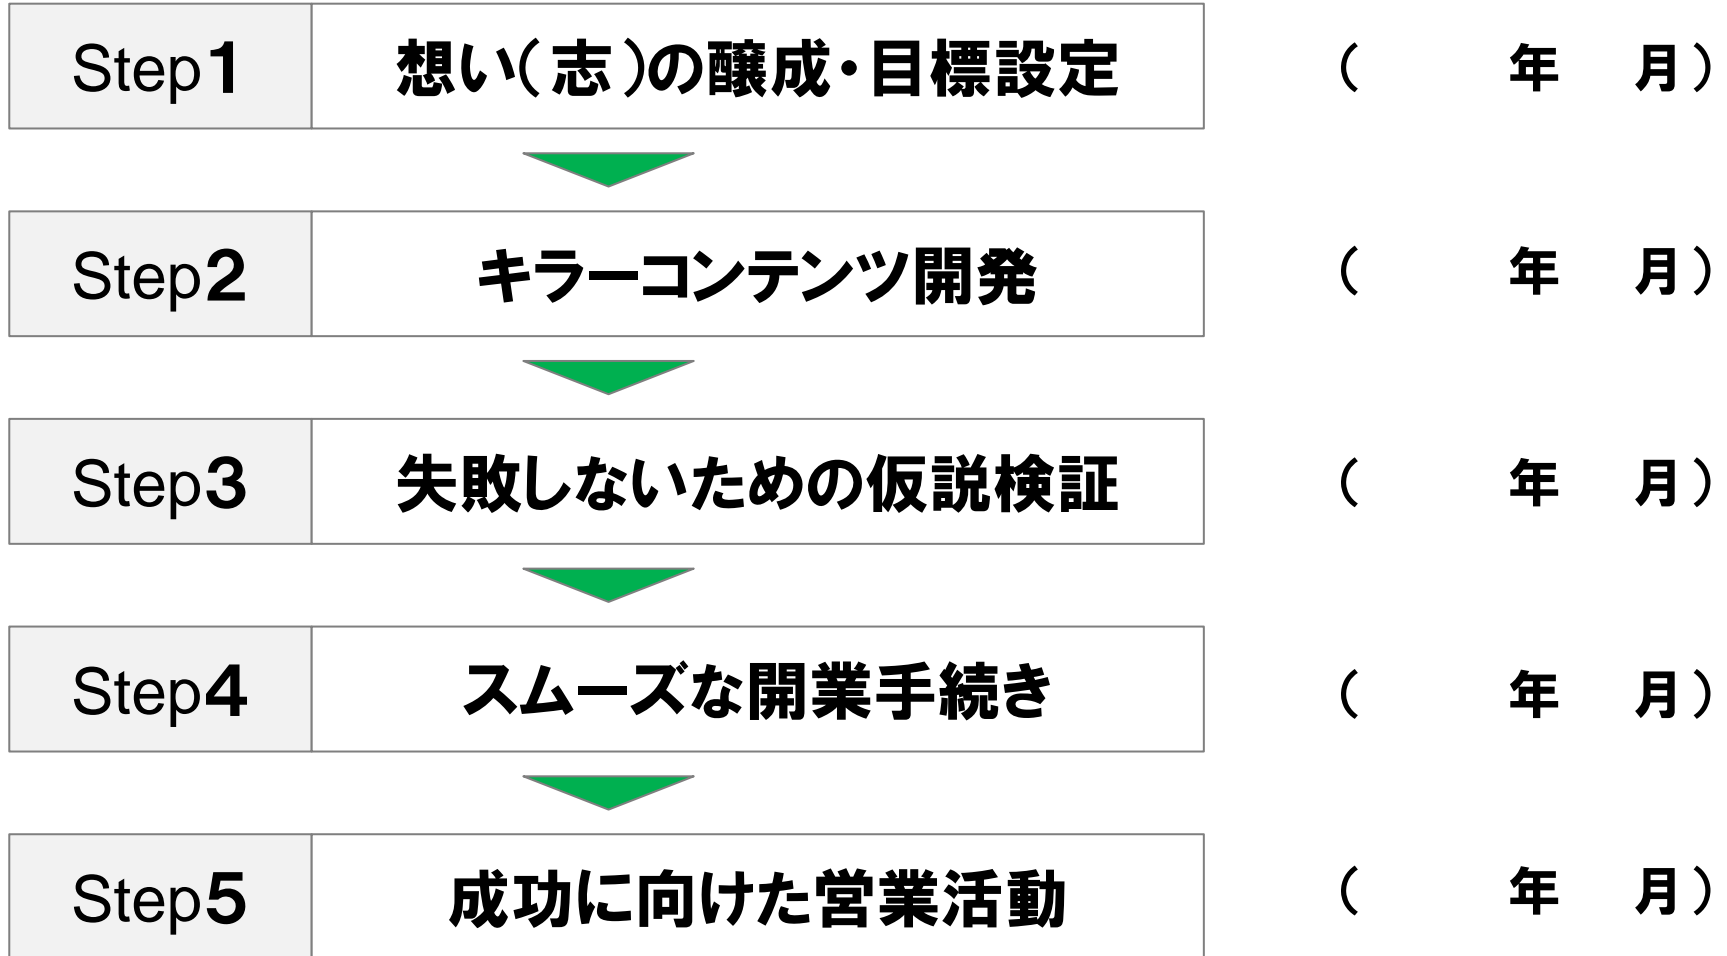 Step1 想い(志)の醸成・目標設定 ( 年 月)
Step2 キラーコンテンツ開発 ( 年 月)
Step3 失敗しないための仮説検証 ( 年 月)
Step4 スムーズな開業手続き ( 年 月)
Step5 成功に向けた営業活動 ( 年 月)